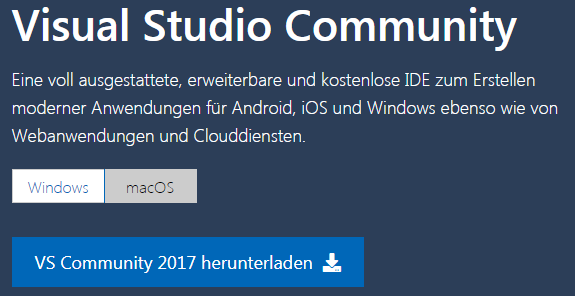 Visual Studio Community
Eine voll ausgestattete, erweiterbare und kostenlose IDE zum Erstellen
moderner Anwendungen für Android, iOS und Windows ebenso wie von
Webanwendungen und Clouddiensten.
Windows macOS
VS Community 2017 herunterladen